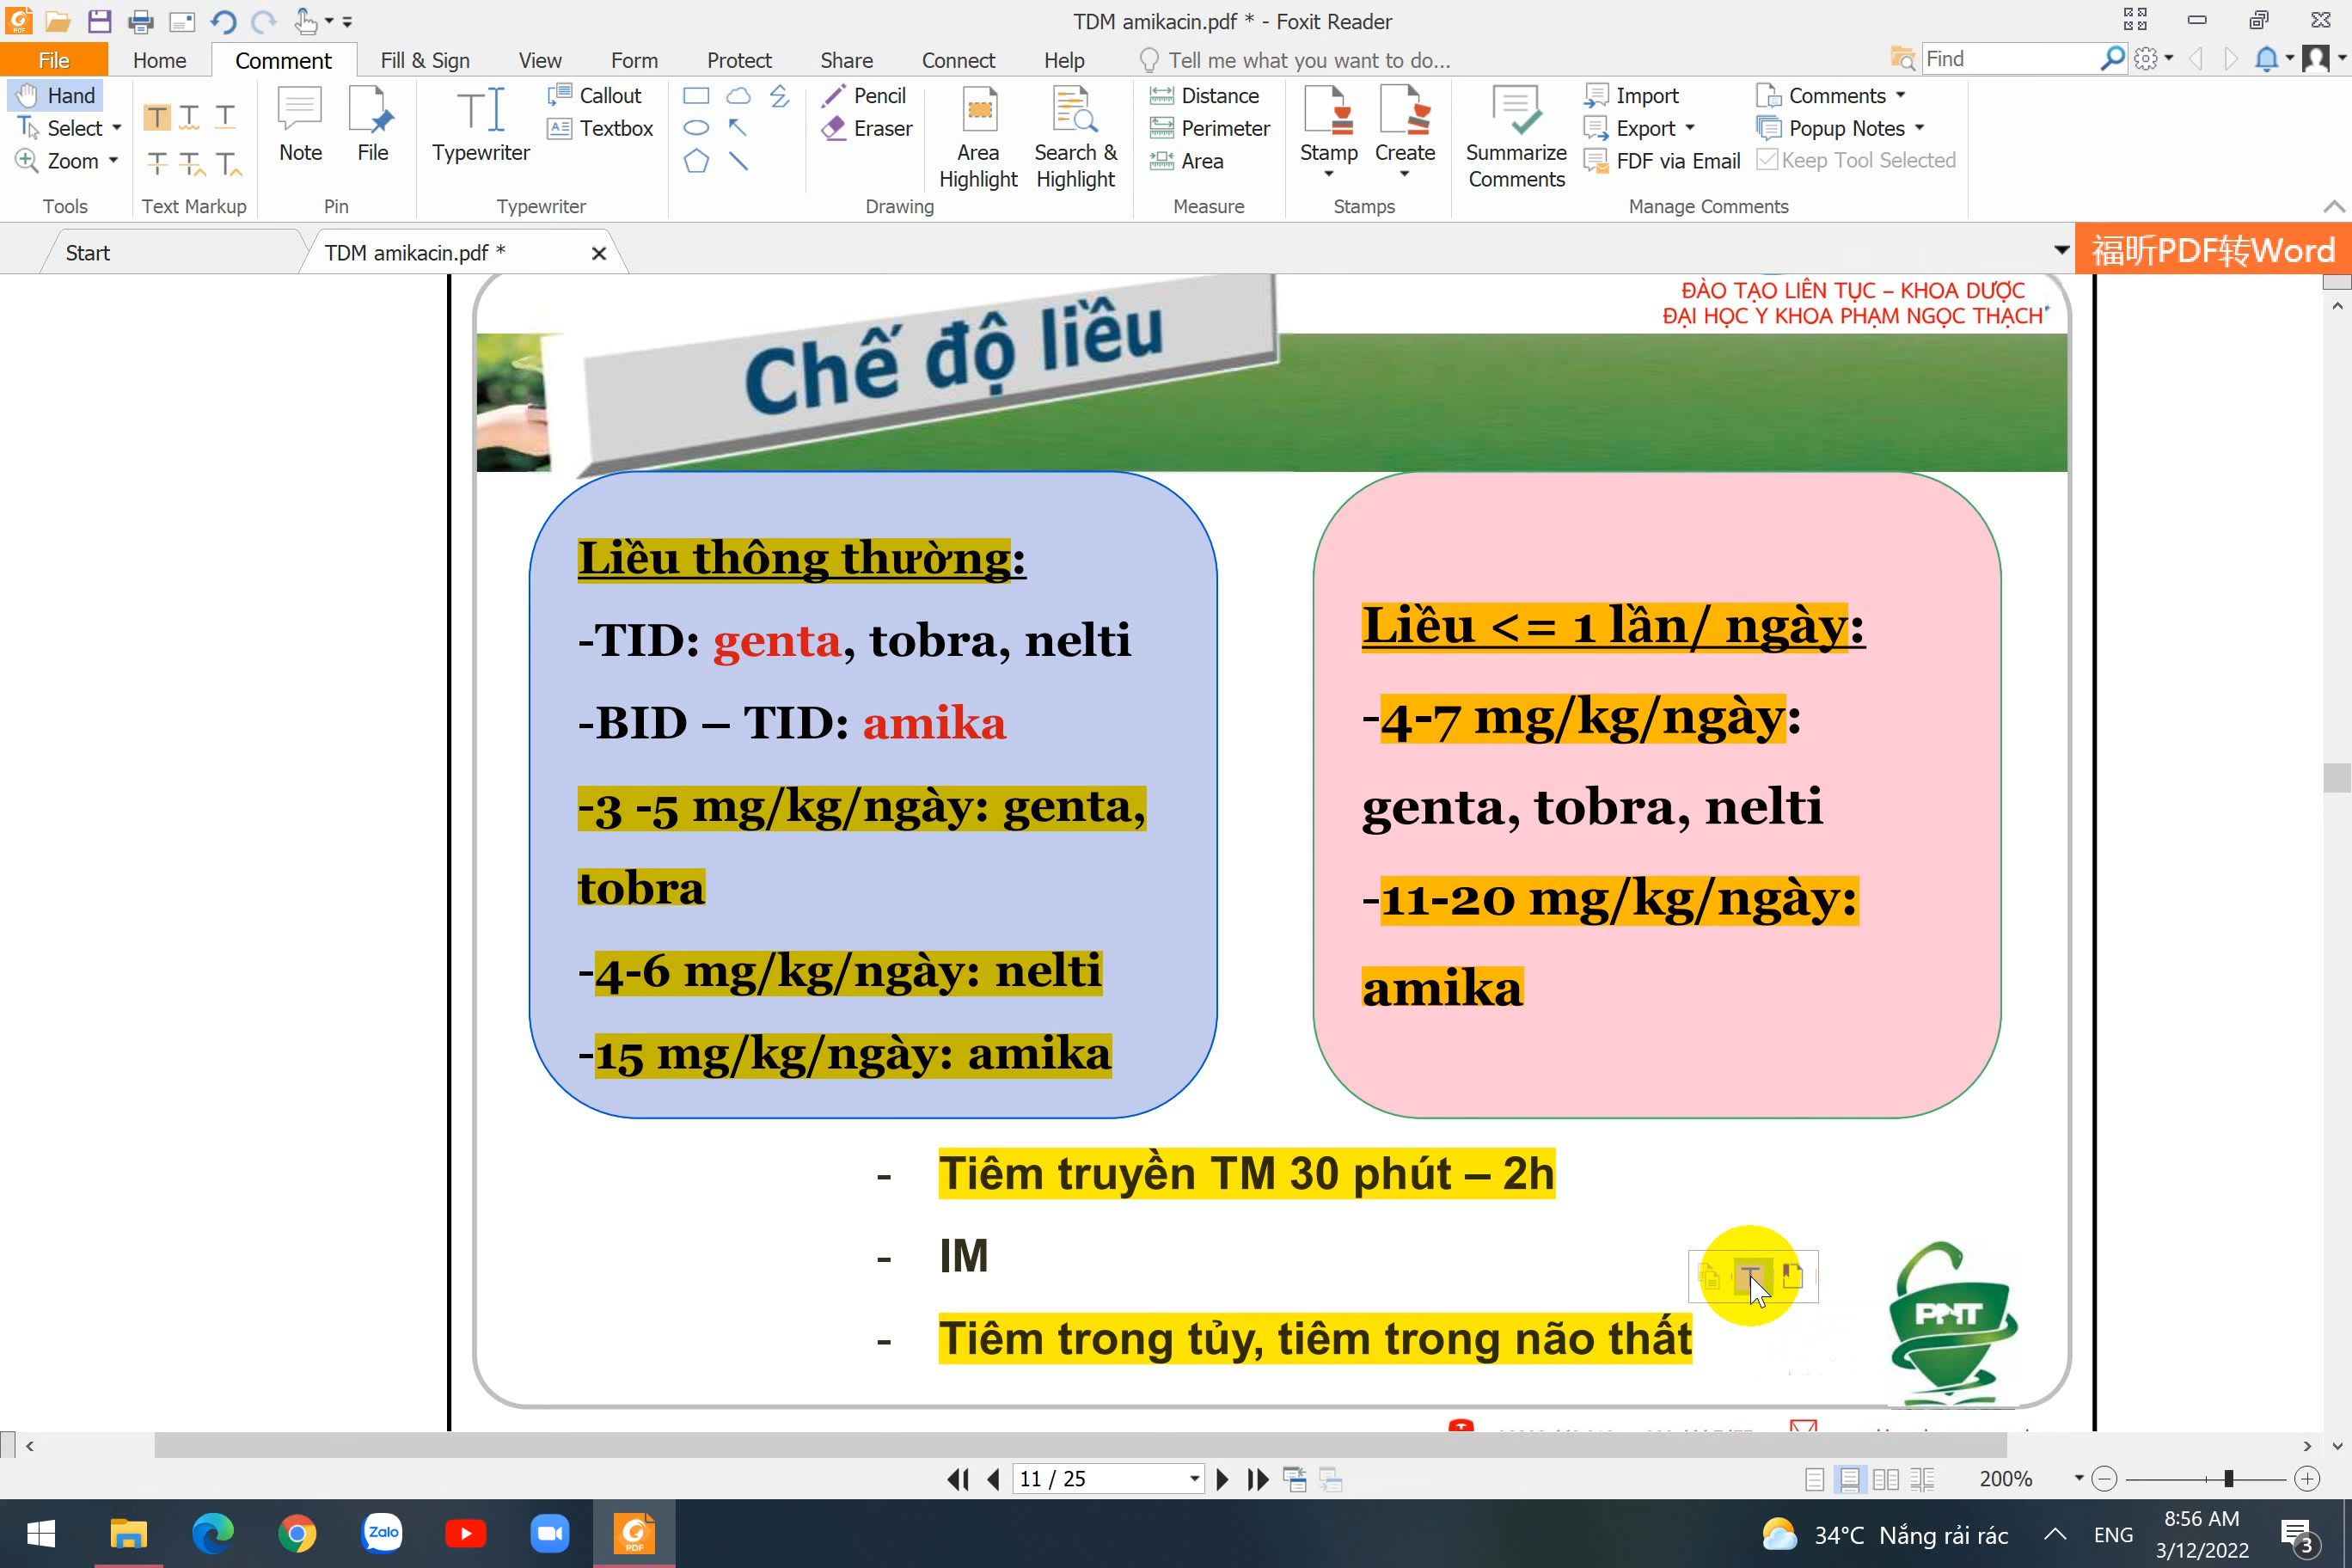 TDM amikacin.pdf * - Foxit Reader
File Home Comment Fill & Sign View Form Protect Share Connect Help Tell me what you want to do... Find
Hand
Select
Zoom
Tools
Text Markup
Note File
Pin
Typewriter
Callout
Textbox
Typewriter
Pencil
Eraser
Area Highlight
Search & Highlight
Drawing
Distance
Perimeter
Area
Measure
Stamp Create
Stamps
Summarize Comments
Import
Export
FDF via Email
Comments
Popup Notes
Keep Tool Selected
Manage Comments
Start TDM amikacin.pdf * 福昕PDF转Word
ĐÀO TẠO LIÊN TỤC – KHOA DƯỢC
ĐẠI HỌC Y KHOA PHẠM NGỌC THẠCH
Chế độ liều
Liều thông thường:
-TID: genta, tobra, nelti
-BID – TID: amika
-3 -5 mg/kg/ngày: genta,
tobra
-4-6 mg/kg/ngày: nelti
-15 mg/kg/ngày: amika
Liều <= 1 lần/ ngày:
-4-7 mg/kg/ngày:
genta, tobra, nelti
-11-20 mg/kg/ngày:
amika
- Tiêm truyền TM 30 phút – 2h
- IM
- Tiêm trong tủy, tiêm trong não thất
PNT
11 / 25
200%
Zalo
34°C Nắng rải rác
ENG
8:56 AM
3/12/2022
3